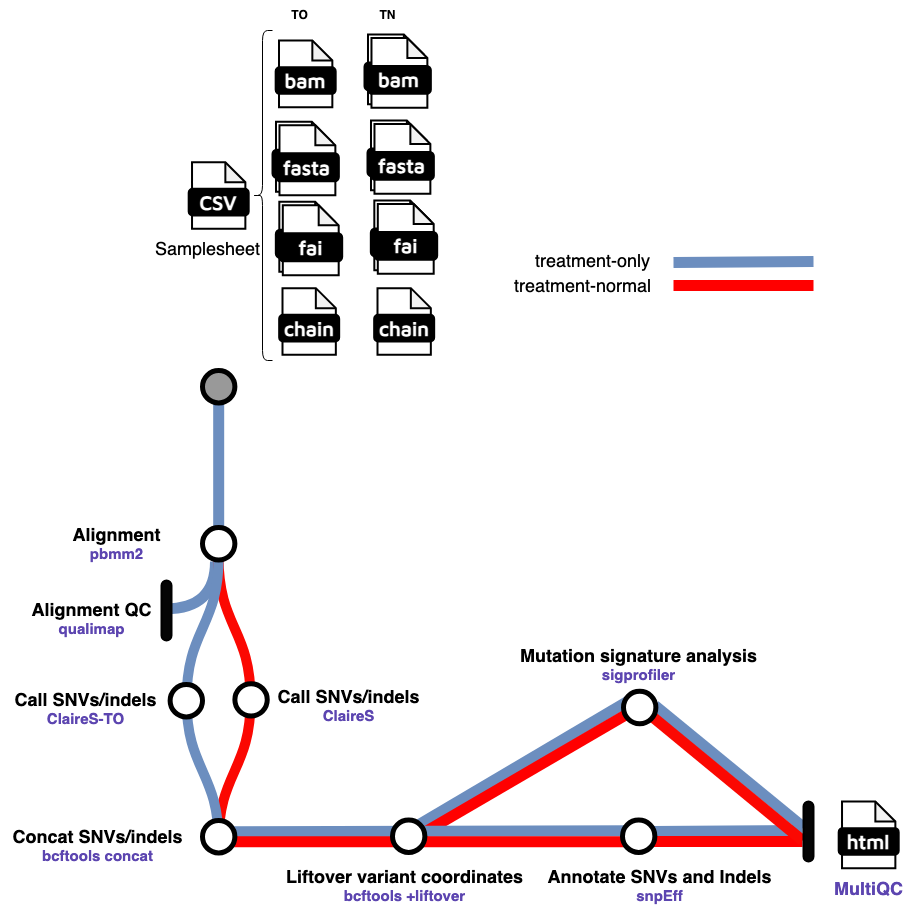 TO
TN
bam
bam
fasta
fasta
CSV
Samplesheet
fai
fai
chain
chain
treatment-only
treatment-normal
Alignment
pbmm2
Alignment QC
qualimap
Call SNVs/indels
ClaireS-TO
Call SNVs/indels
ClaireS
Mutation signature analysis
sigprofiler
Concat SNVs/indels
bcftools concat
Liftover variant coordinates
bcftools +liftover
Annotate SNVs and Indels
snpEff
html
MultiQC